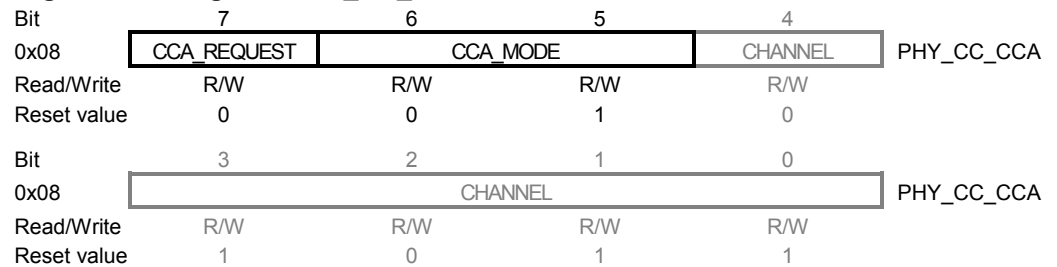 Bit 7 6 5 4
0x08 CCA_REQUEST CCA_MODE CHANNEL PHY_CC_CCA
Read/Write R/W R/W R/W R/W
Reset value 0 0 1 0
Bit 3 2 1 0
0x08 CHANNEL PHY_CC_CCA
Read/Write R/W R/W R/W R/W
Reset value 1 0 1 1